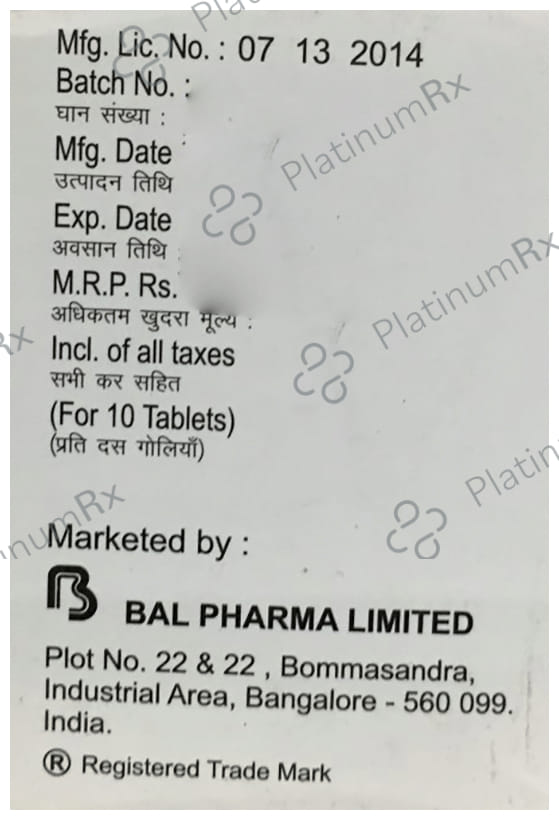 Mfg. Lic. No. : 07 13 2014
Batch No. :
घान संख्या :
Mfg. Date
उत्पादन तिथि
Exp. Date
अवसान तिथि
M.R.P. Rs.
अधिकतम खुदरा मूल्य :
Incl. of all taxes
सभी कर सहित
(For 10 Tablets)
(प्रति दस गोलियाँ)
Marketed by :
BAL PHARMA LIMITED
Plot No. 22 & 22 , Bommasandra,
Industrial Area, Bangalore - 560 099.
India.
® Registered Trade Mark
PlatinumRx
PlatinumRx
PlatinumRx